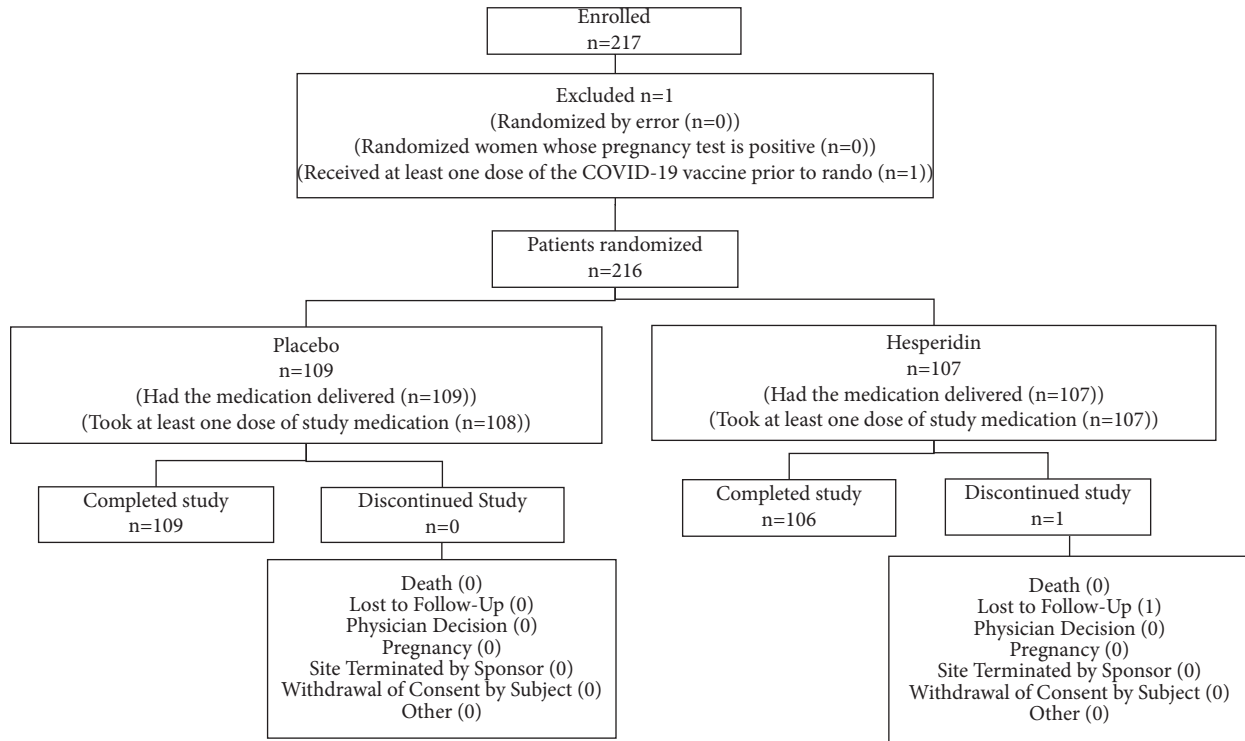 Enrolled
n=217
Excluded n=1
(Randomized by error (n=0))
(Randomized women whose pregnancy test is positive (n=0))
(Received at least one dose of the COVID-19 vaccine prior to rando (n=1))
Patients randomized
n=216
Placebo
n=109
(Had the medication delivered (n=109))
(Took at least one dose of study medication (n=108))
Hesperidin
n=107
(Had the medication delivered (n=107))
(Took at least one dose of study medication (n=107))
Completed study
n=109
Discontinued Study
n=0
Completed study
n=106
Discontinued study
n=1
Death (0)
Lost to Follow-Up (0)
Physician Decision (0)
Pregnancy (0)
Site Terminated by Sponsor (0)
Withdrawal of Consent by Subject (0)
Other (0)
Death (0)
Lost to Follow-Up (1)
Physician Decision (0)
Pregnancy (0)
Site Terminated by Sponsor (0)
Withdrawal of Consent by Subject (0)
Other (0)